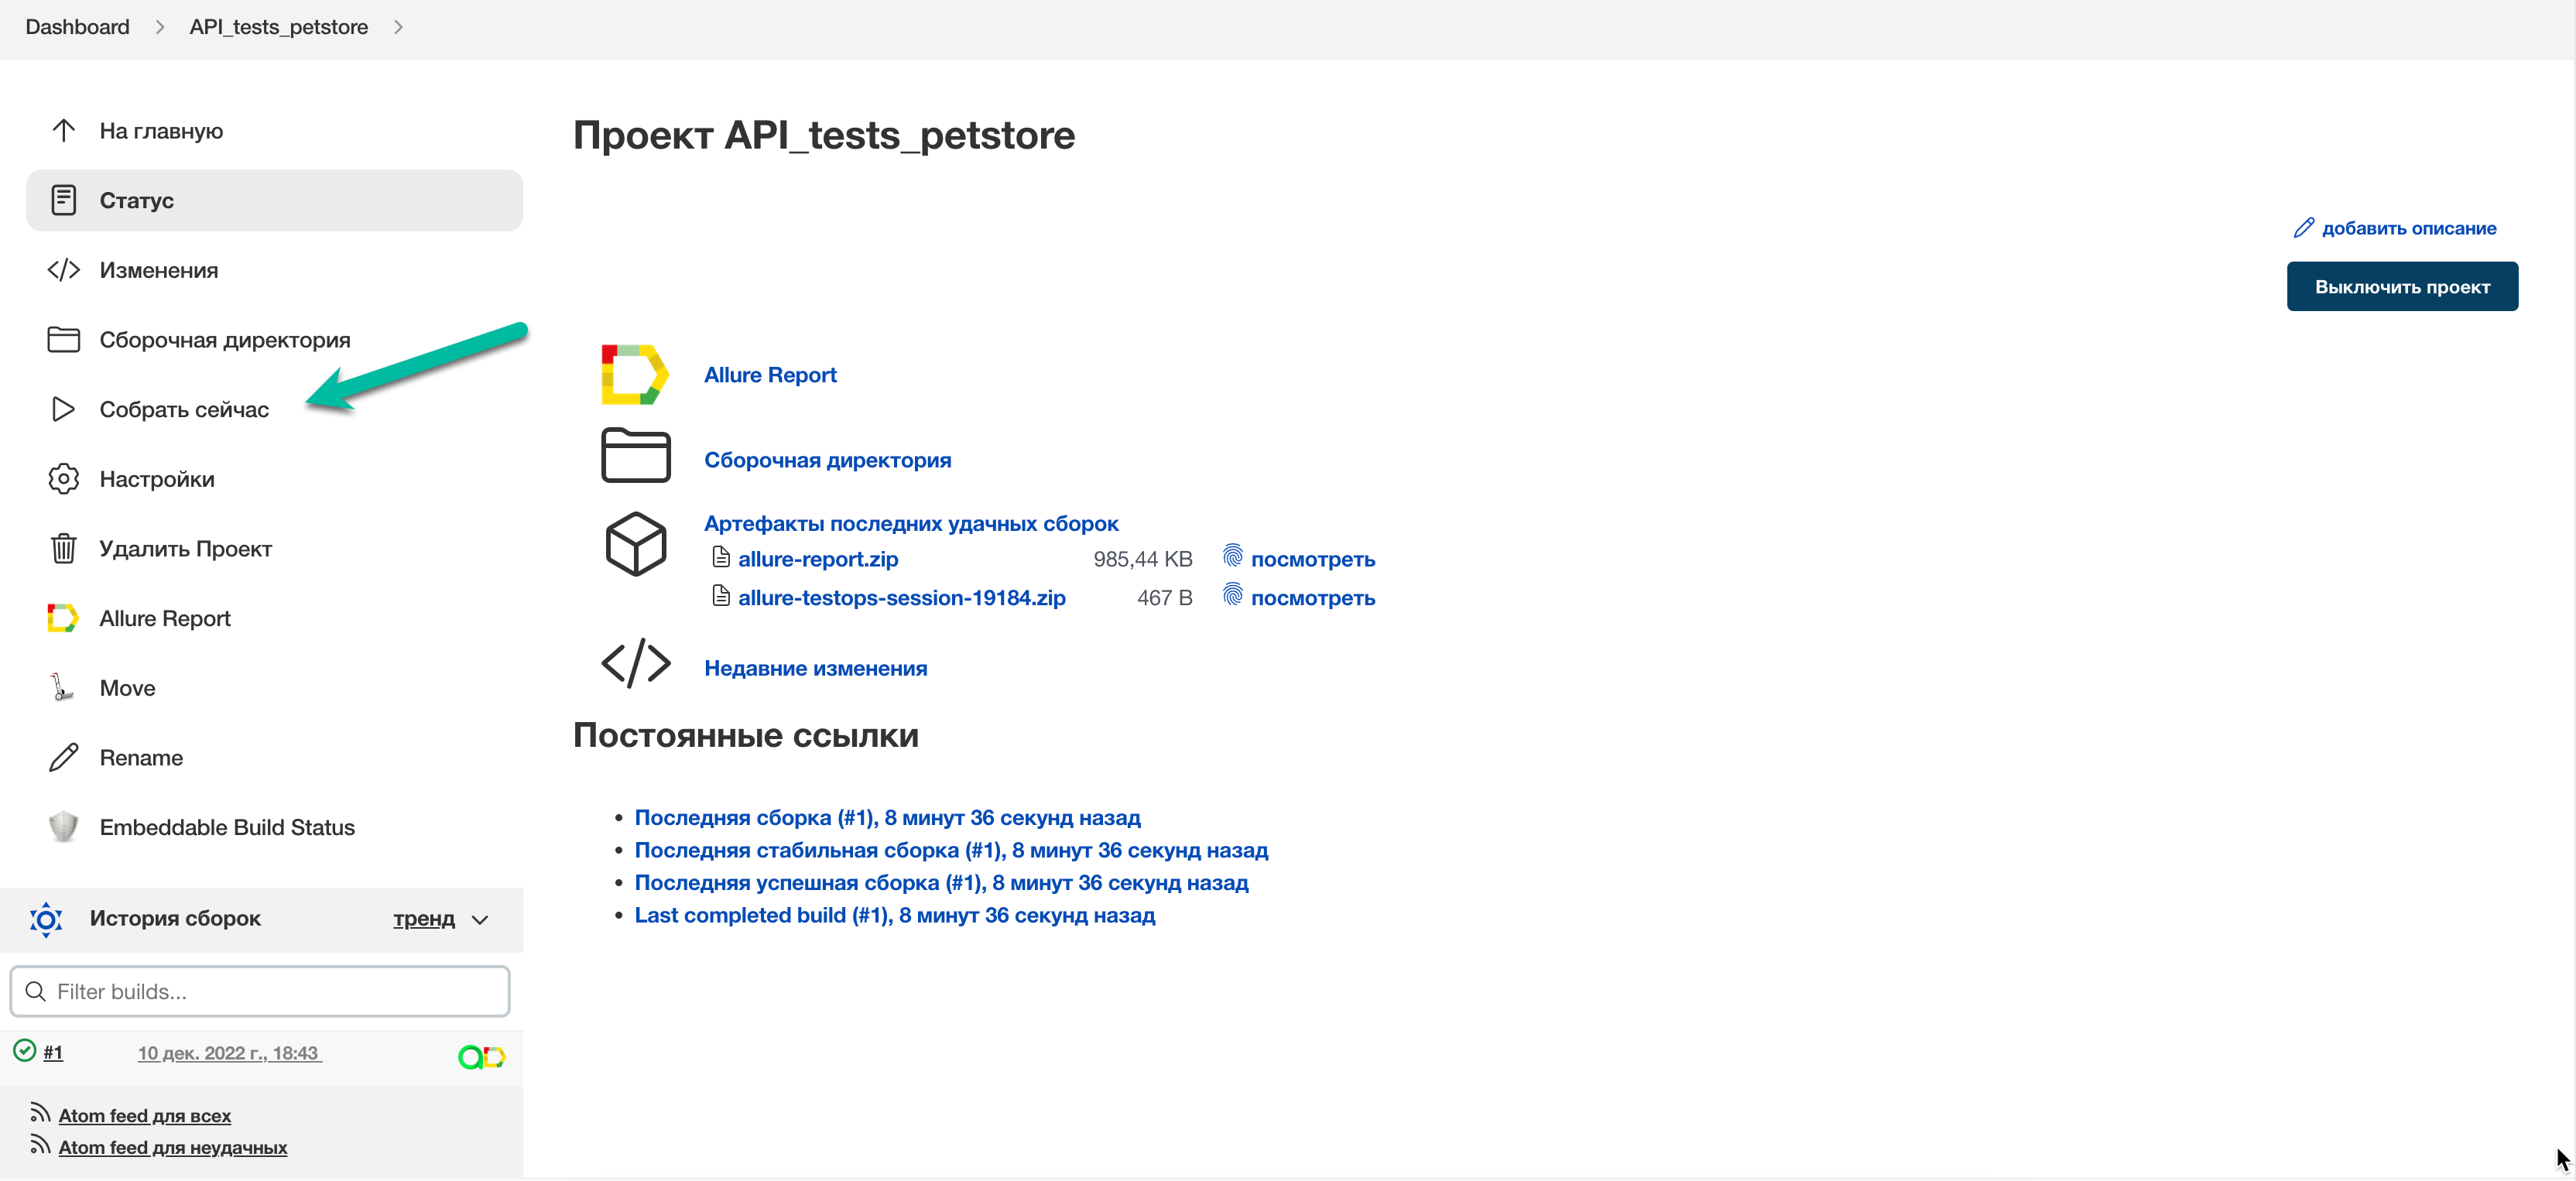 Dashboard > API_tests_petstore >
На главную
Статус
Изменения
Сборочная директория
Собрать сейчас
Настройки
Удалить Проект
Allure Report
Move
Rename
Embeddable Build Status
История сборок тренд
Filter builds...
#1 10 дек. 2022 г., 18:43
Atom feed для всех
Atom feed для неудачных
Проект API_tests_petstore
добавить описание
Выключить проект
Allure Report
Сборочная директория
Артефакты последних удачных сборок
allure-report.zip 985,44 KB посмотреть
allure-testops-session-19184.zip 467 B посмотреть
Недавние изменения
Постоянные ссылки
Последняя сборка (#1), 8 минут 36 секунд назад
Последняя стабильная сборка (#1), 8 минут 36 секунд назад
Последняя успешная сборка (#1), 8 минут 36 секунд назад
Last completed build (#1), 8 минут 36 секунд назад